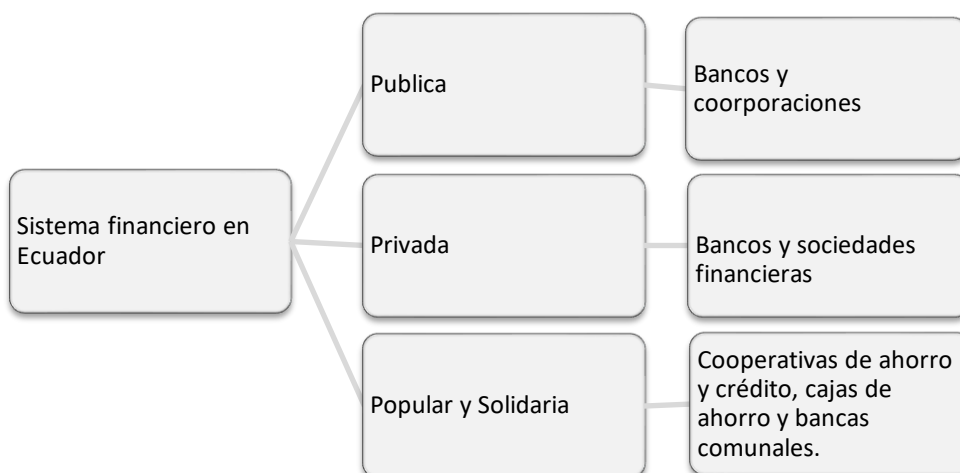 Sistema financiero en
Ecuador
Publica
Bancos y
coorporaciones
Privada
Bancos y sociedades
financieras
Popular y Solidaria
Cooperativas de ahorro
y crédito, cajas de
ahorro y bancas
comunales.